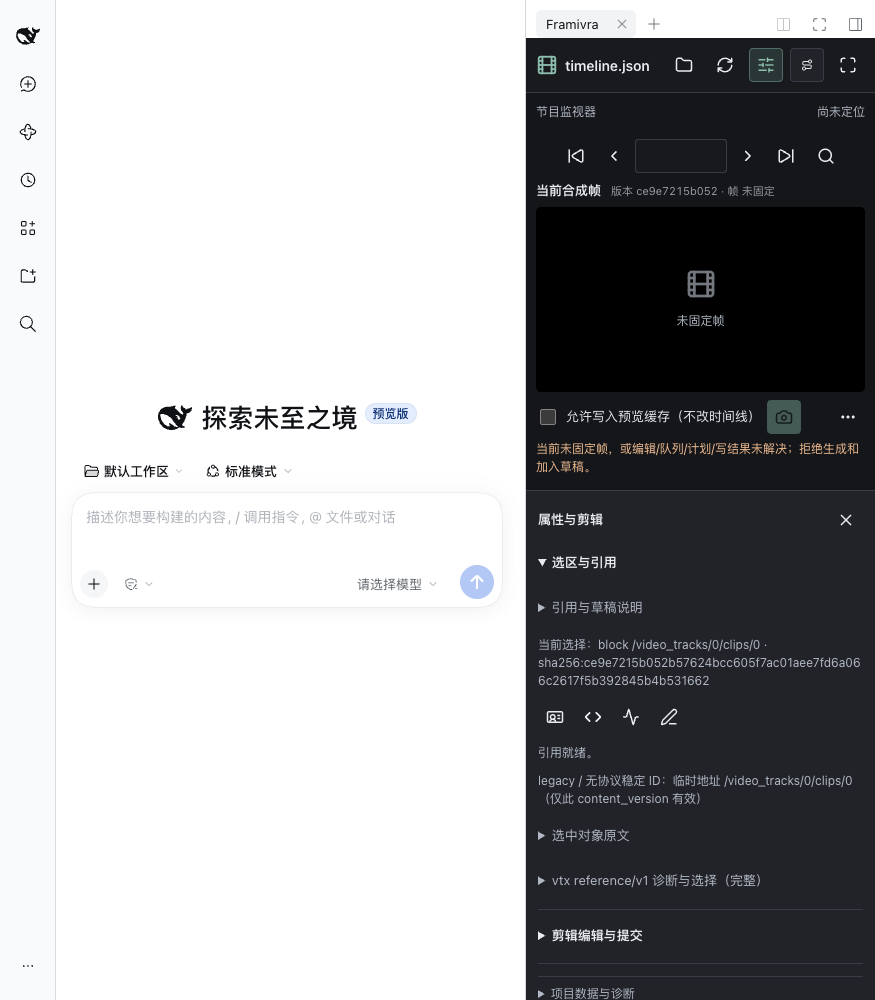 Framivra
timeline.json
节目监视器
尚未定位
当前合成帧 版本 ce9e7215b052 · 帧 未固定
未固定帧
允许写入预览缓存（不改时间线）
当前未固定帧，或编辑/队列/计划/写结果未解决；拒绝生成和
加入草稿。
探索未至之境 预览版
默认工作区 标准模式
描述你想要构建的内容, / 调用指令, @ 文件或对话
请选择模型
属性与剪辑
选区与引用
引用与草稿说明
当前选择：block /video_tracks/0/clips/0 ·
sha256:ce9e7215b052b57624bcc605f7ac01aee7fd6a06
6c2617f5b392845b4b531662
引用就绪。
legacy / 无协议稳定 ID：临时地址 /video_tracks/0/clips/0
（仅此 content_version 有效）
选中对象原文
vtx reference/v1 诊断与选择（完整）
剪辑编辑与提交
项目数据与诊断